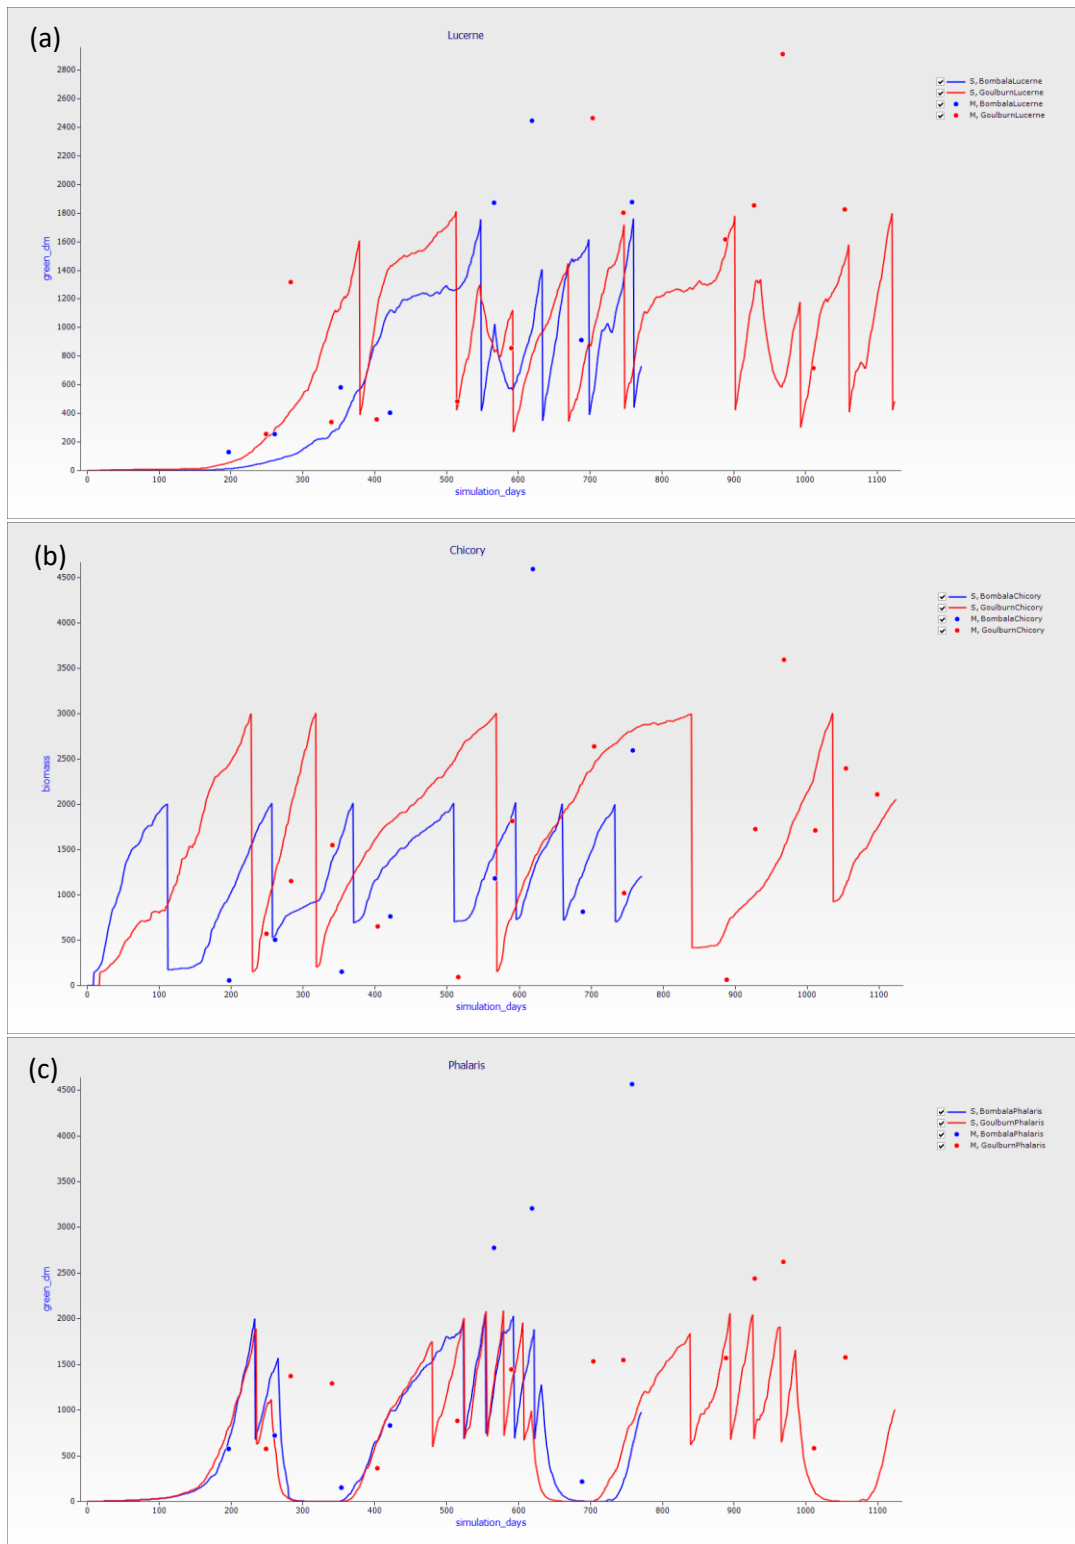 (a)
Lucerne
green_dm
2800
2600
2400
2200
2000
1800
1600
1400
1200
1000
800
600
400
200
0
0 100 200 300 400 500 600 700 800 900 1000 1100
simulation_days
S, BombalaLucerne
S, GoulburnLucerne
M, BombalaLucerne
M, GoulburnLucerne
(b)
Chicory
biomass
4500
4000
3500
3000
2500
2000
1500
1000
500
0
0 100 200 300 400 500 600 700 800 900 1000 1100
simulation_days
S, BombalaChicory
S, GoulburnChicory
M, BombalaChicory
M, GoulburnChicory
(c)
Phalaris
green_dm
4500
4000
3500
3000
2500
2000
1500
1000
500
0
0 100 200 300 400 500 600 700 800 900 1000 1100
simulation_days
S, BombalaPhalaris
S, GoulburnPhalaris
M, BombalaPhalaris
M, GoulburnPhalaris